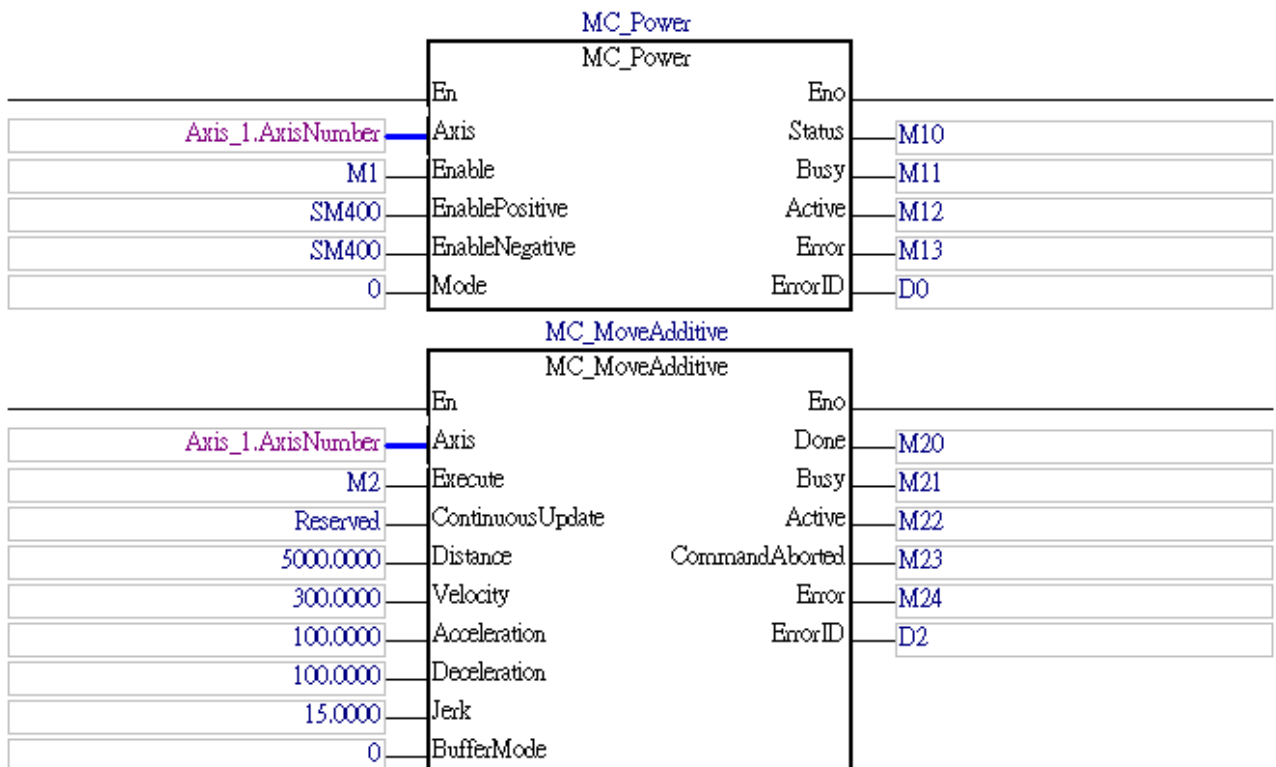 MC_Power
MC_Power
En Eno
Axis_1.AxisNumber Axis Status M10
M1 Enable Busy M11
SM400 EnablePositive Active M12
SM400 EnableNegative Error M13
0 Mode ErrorID D0
MC_MoveAdditive
MC_MoveAdditive
En Eno
Axis_1.AxisNumber Axis Done M20
M2 Execute Busy M21
Reserved ContinuousUpdate Active M22
5000.0000 Distance CommandAborted M23
300.0000 Velocity Error M24
100.0000 Acceleration ErrorID D2
100.0000 Deceleration
15.0000 Jerk
0 BufferMode